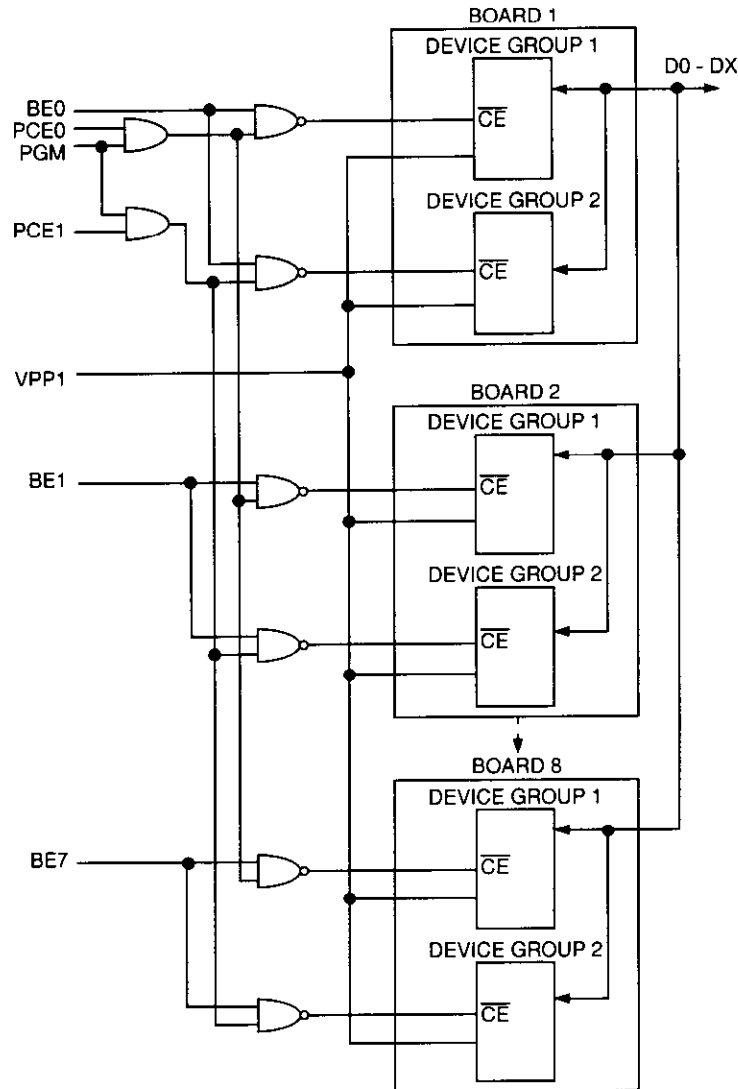 BOARD 1
DEVICE GROUP 1
D0 - DX
BE0
PCE0
PGM
CE
DEVICE GROUP 2
PCE1
CE
VPP1
BOARD 2
DEVICE GROUP 1
BE1
CE
DEVICE GROUP 2
CE
BOARD 8
DEVICE GROUP 1
BE7
CE
DEVICE GROUP 2
CE